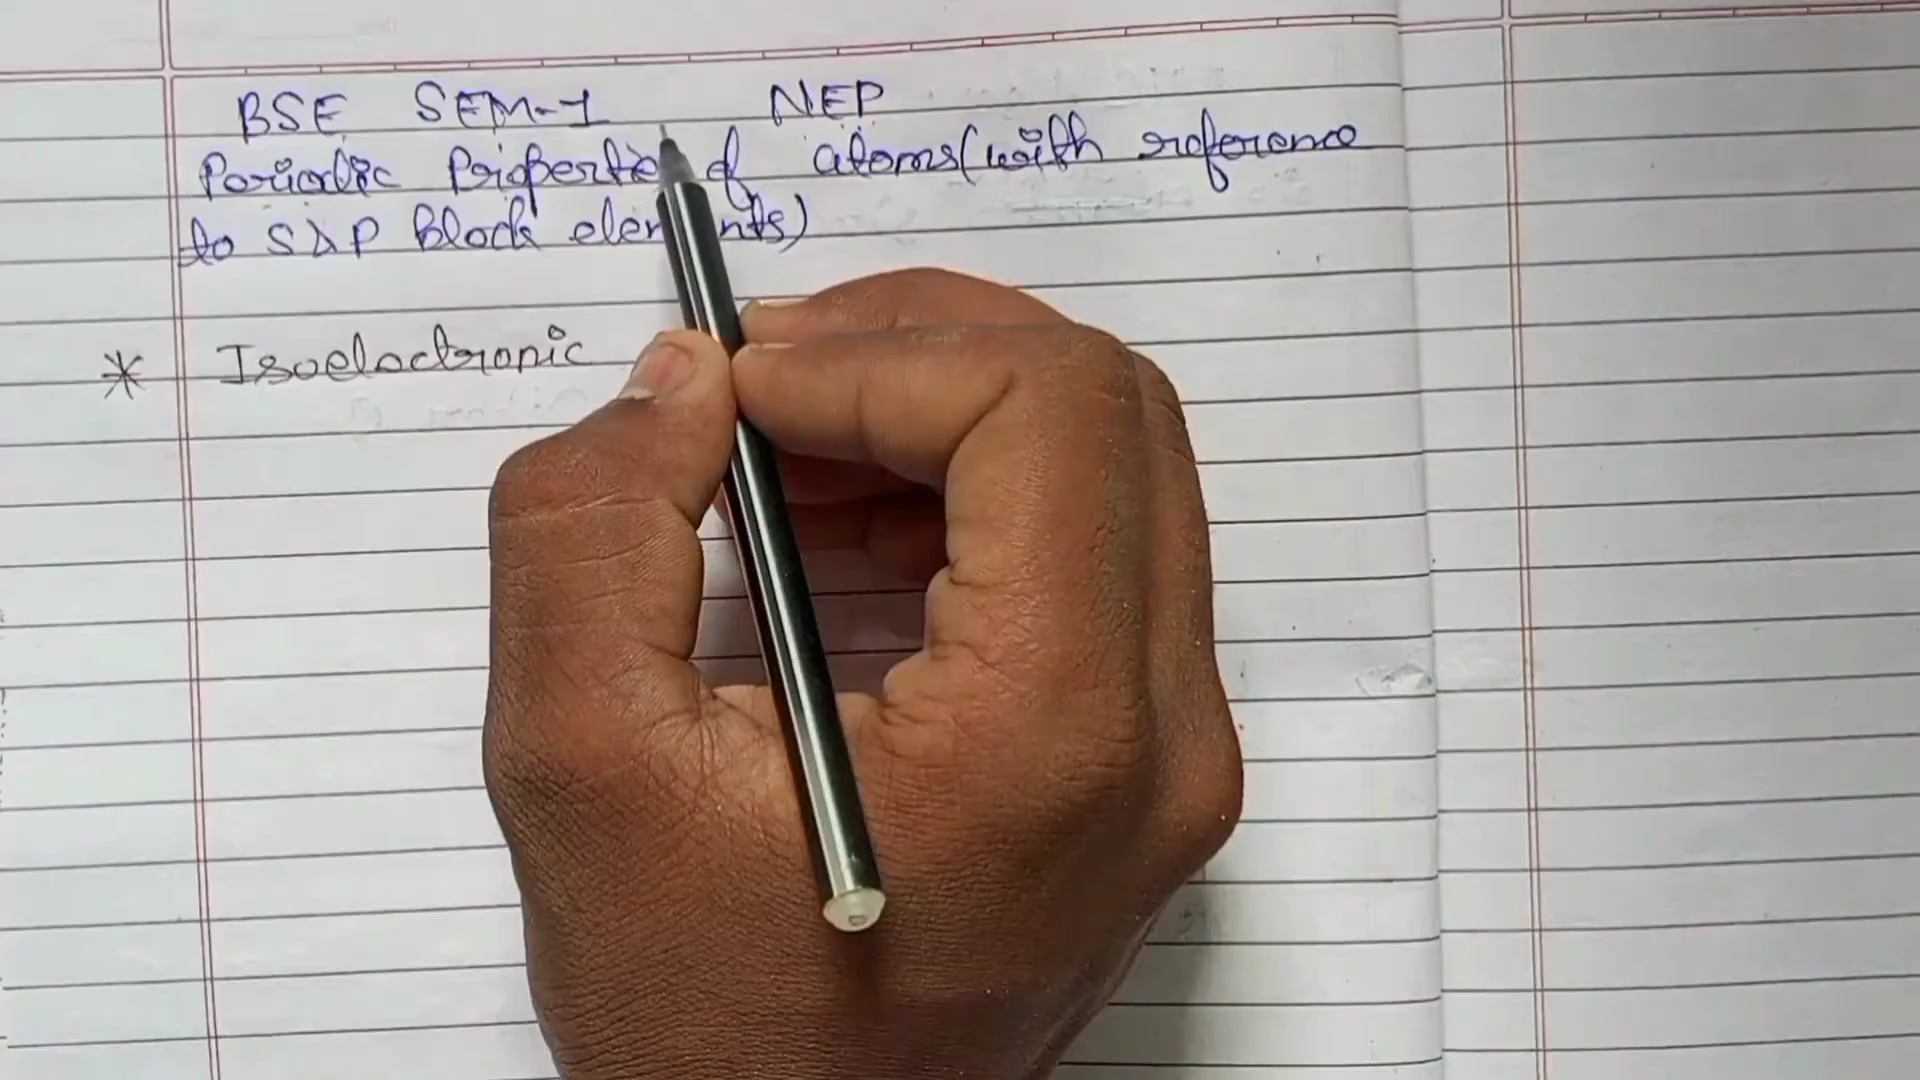 BSE SEM-1 NEP
Periodic Properties of atoms (with reference
to S & P Block elements)
* Isoelectronic